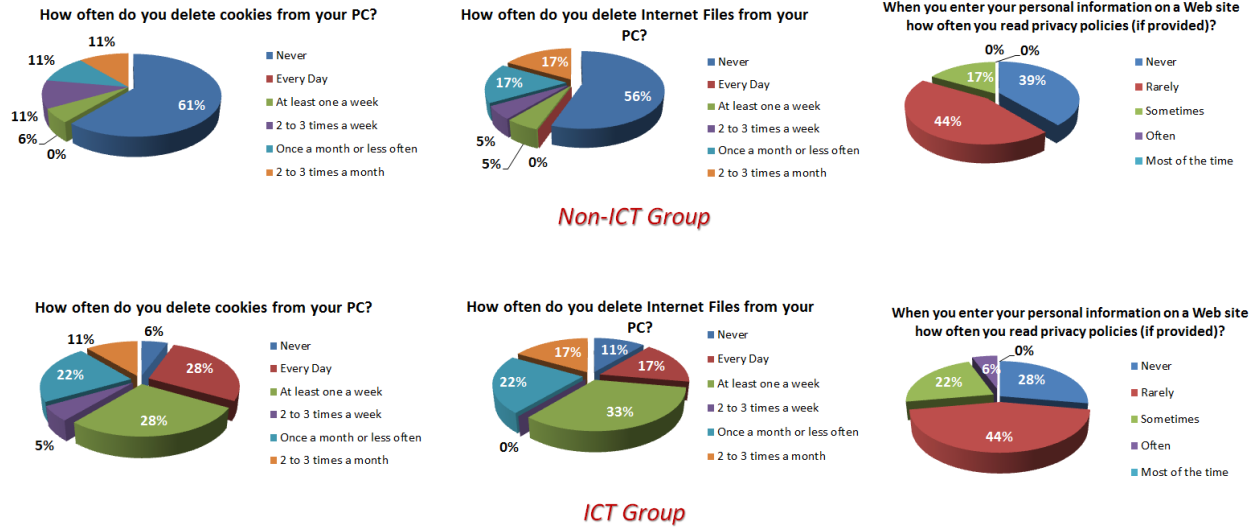 How often do you delete cookies from your PC?
11%
11%
11%
6%
0%
61%
Never
Every Day
At least one a week
2 to 3 times a week
Once a month or less often
2 to 3 times a month
How often do you delete Internet Files from your
PC?
17%
17%
5%
5%
0%
56%
Never
Every Day
At least one a week
2 to 3 times a week
Once a month or less often
2 to 3 times a month
When you enter your personal information on a Web site
how often you read privacy policies (if provided)?
0%
0%
17%
39%
44%
Never
Rarely
Sometimes
Often
Most of the time
Non-ICT Group
How often do you delete cookies from your PC?
6%
11%
28%
22%
28%
5%
Never
Every Day
At least one a week
2 to 3 times a week
Once a month or less often
2 to 3 times a month
How often do you delete Internet Files from your
PC?
17%
11%
17%
22%
33%
0%
Never
Every Day
At least one a week
2 to 3 times a week
Once a month or less often
2 to 3 times a month
When you enter your personal information on a Web site
how often you read privacy policies (if provided)?
0%
6%
22%
28%
44%
Never
Rarely
Sometimes
Often
Most of the time
ICT Group